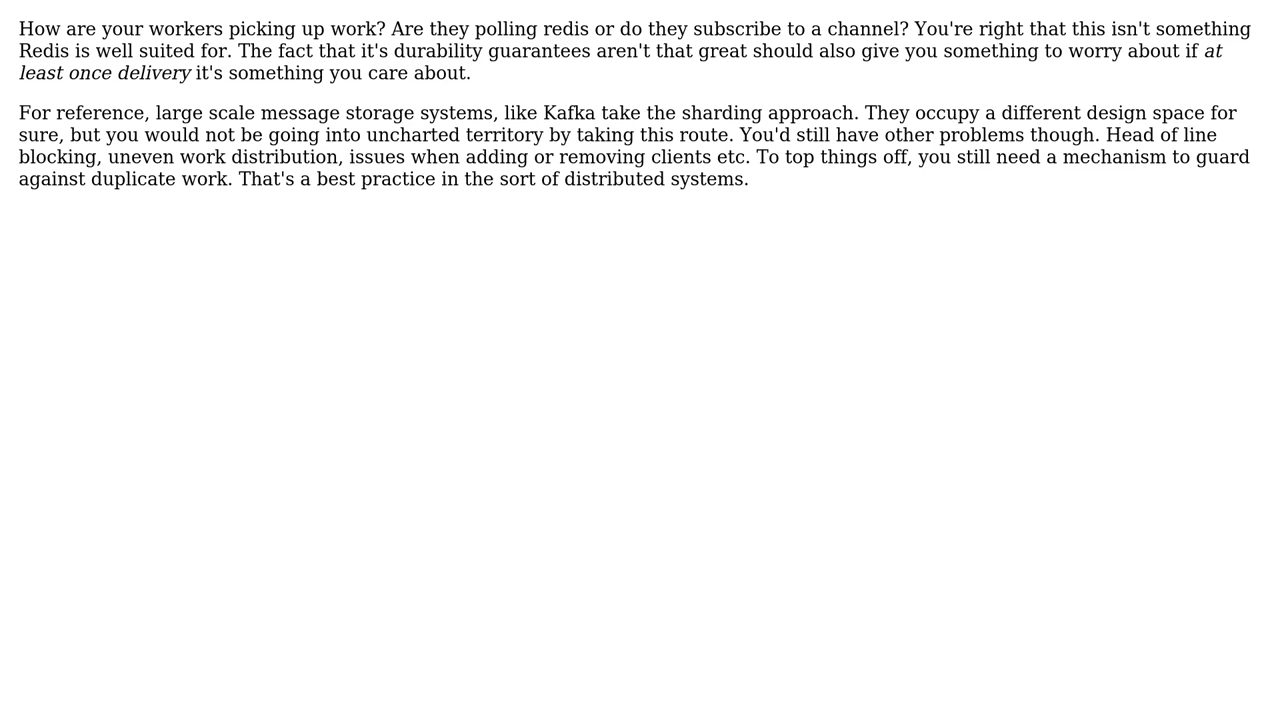 How are your workers picking up work? Are they polling redis or do they subscribe to a channel? You're right that this isn't something
Redis is well suited for. The fact that it's durability guarantees aren't that great should also give you something to worry about if at
least once delivery it's something you care about.
For reference, large scale message storage systems, like Kafka take the sharding approach. They occupy a different design space for
sure, but you would not be going into uncharted territory by taking this route. You'd still have other problems though. Head of line
blocking, uneven work distribution, issues when adding or removing clients etc. To top things off, you still need a mechanism to guard
against duplicate work. That's a best practice in the sort of distributed systems.